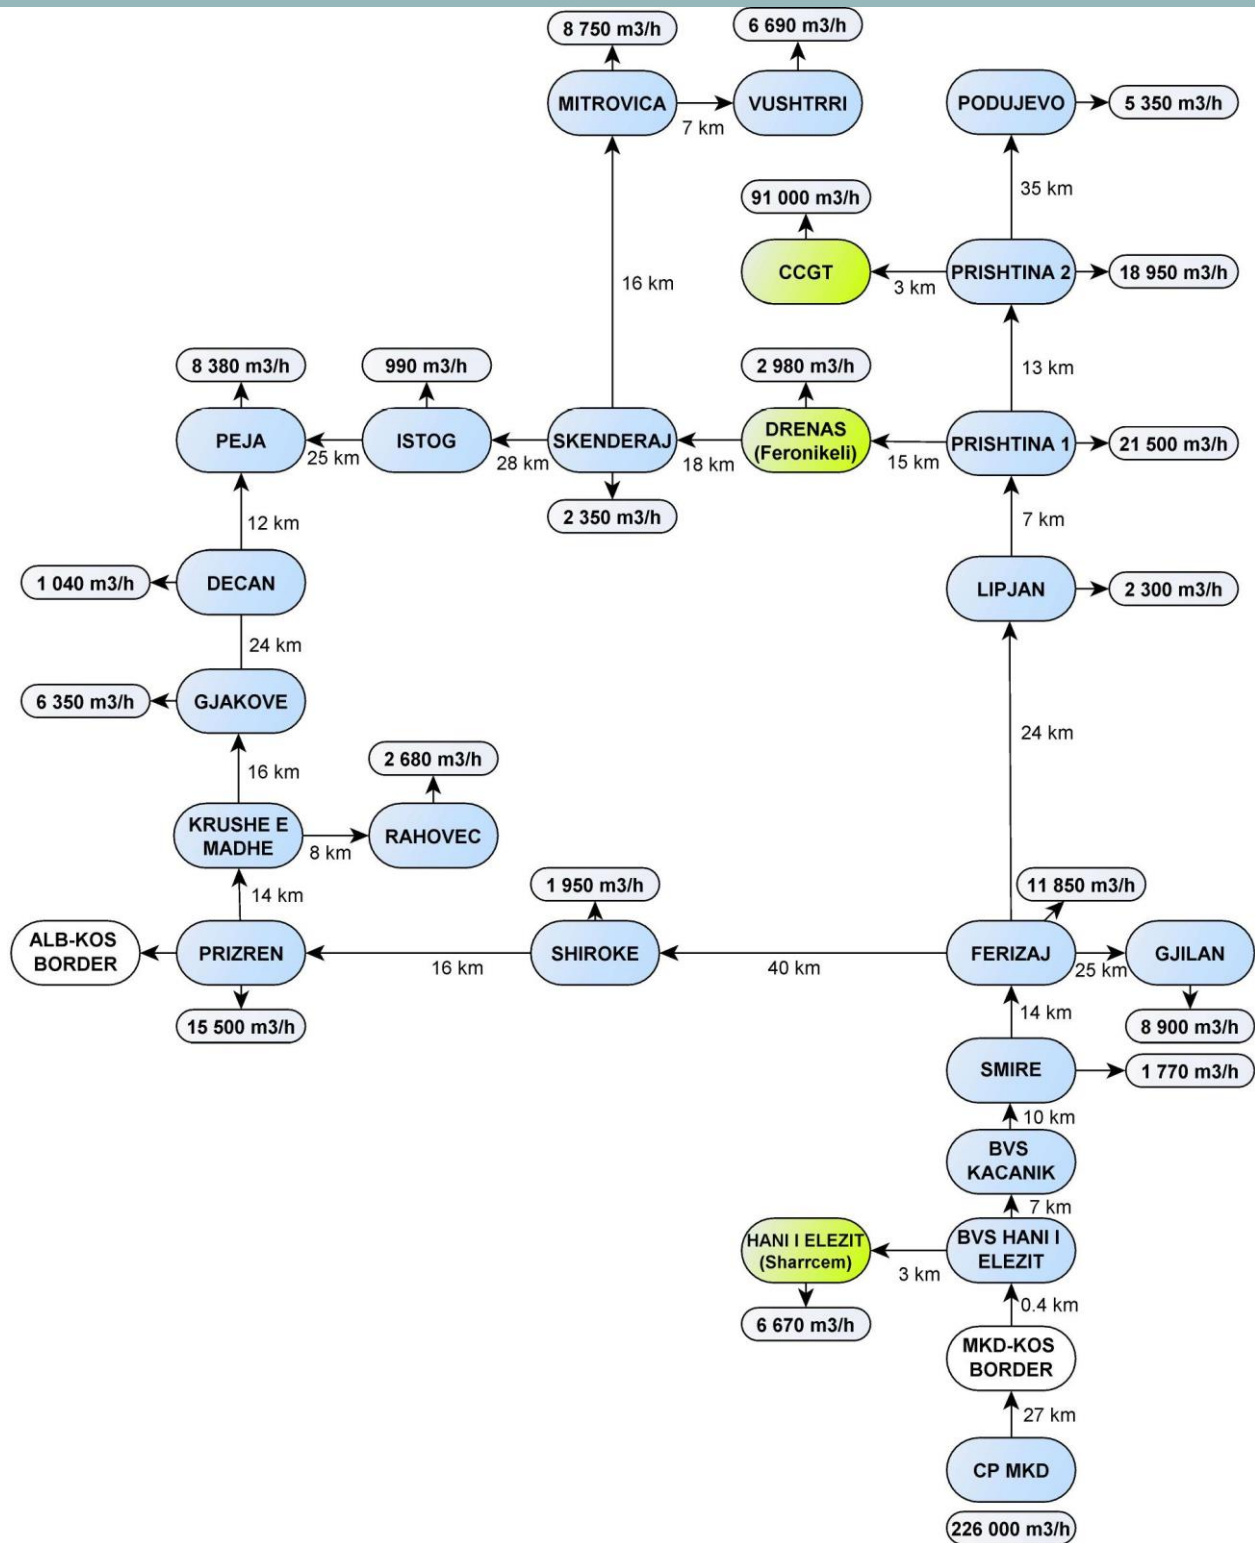 8 750 m3/h
6 690 m3/h
MITROVICA
7 km
VUSHTRRI
PODUJEVO
5 350 m3/h
35 km
91 000 m3/h
CCGT
3 km
PRISHTINA 2
18 950 m3/h
16 km
13 km
8 380 m3/h
990 m3/h
2 980 m3/h
PEJA
25 km
ISTOG
28 km
SKENDERAJ
18 km
DRENAS
(Feronikeli)
15 km
PRISHTINA 1
21 500 m3/h
2 350 m3/h
12 km
7 km
1 040 m3/h
DECAN
LIPJAN
2 300 m3/h
24 km
6 350 m3/h
GJAKOVE
24 km
16 km
2 680 m3/h
KRUSHE E
MADHE
8 km
RAHOVEC
14 km
1 950 m3/h
11 850 m3/h
ALB-KOS
BORDER
PRIZREN
16 km
SHIROKE
40 km
FERIZAJ
25 km
GJILAN
15 500 m3/h
14 km
8 900 m3/h
SMIRE
1 770 m3/h
10 km
BVS
KACANIK
7 km
HANI I ELEZIT
(Sharrcem)
3 km
BVS HANI I
ELEZIT
0.4 km
6 670 m3/h
MKD-KOS
BORDER
27 km
CP MKD
226 000 m3/h